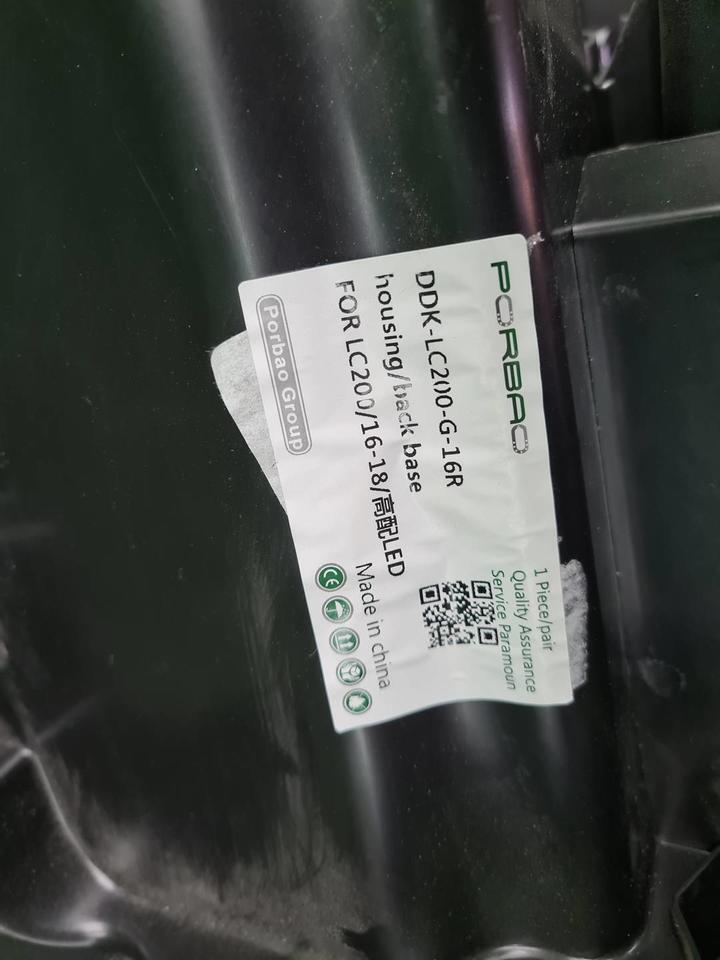 PORBAO
1 Piece/pair
Quality Assurance
Service Paramoun
DDK-LC200-G-16R
housing/back base
FOR LC200/16-18/高配LED
Made in china
Porbao Group
CE